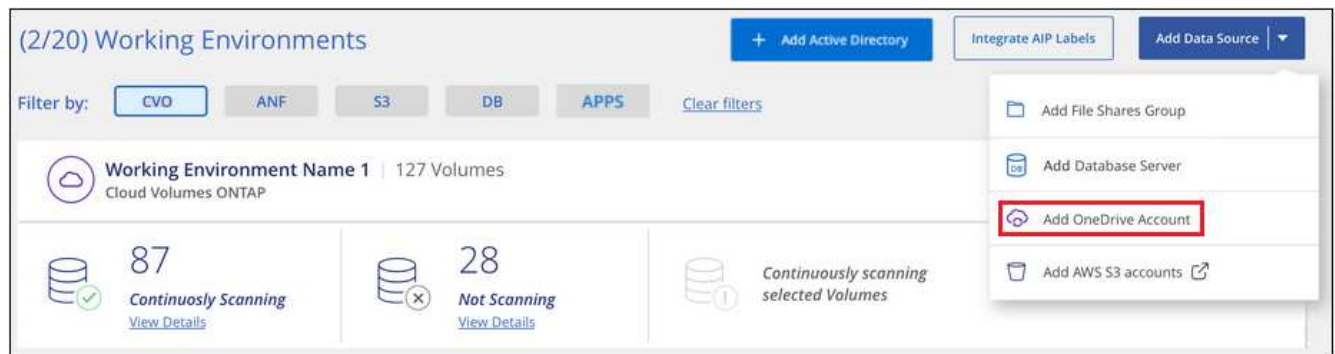 (2/20) Working Environments
+ Add Active Directory
Integrate AIP Labels
Add Data Source
Filter by:
CVO
ANF
S3
DB
APPS
Clear filters
Add File Shares Group
DB
Add Database Server
Add OneDrive Account
Add AWS S3 accounts
Working Environment Name 1 | 127 Volumes
Cloud Volumes ONTAP
87
Continuosly Scanning
View Details
28
Not Scanning
View Details
Continuously scanning
selected Volumes